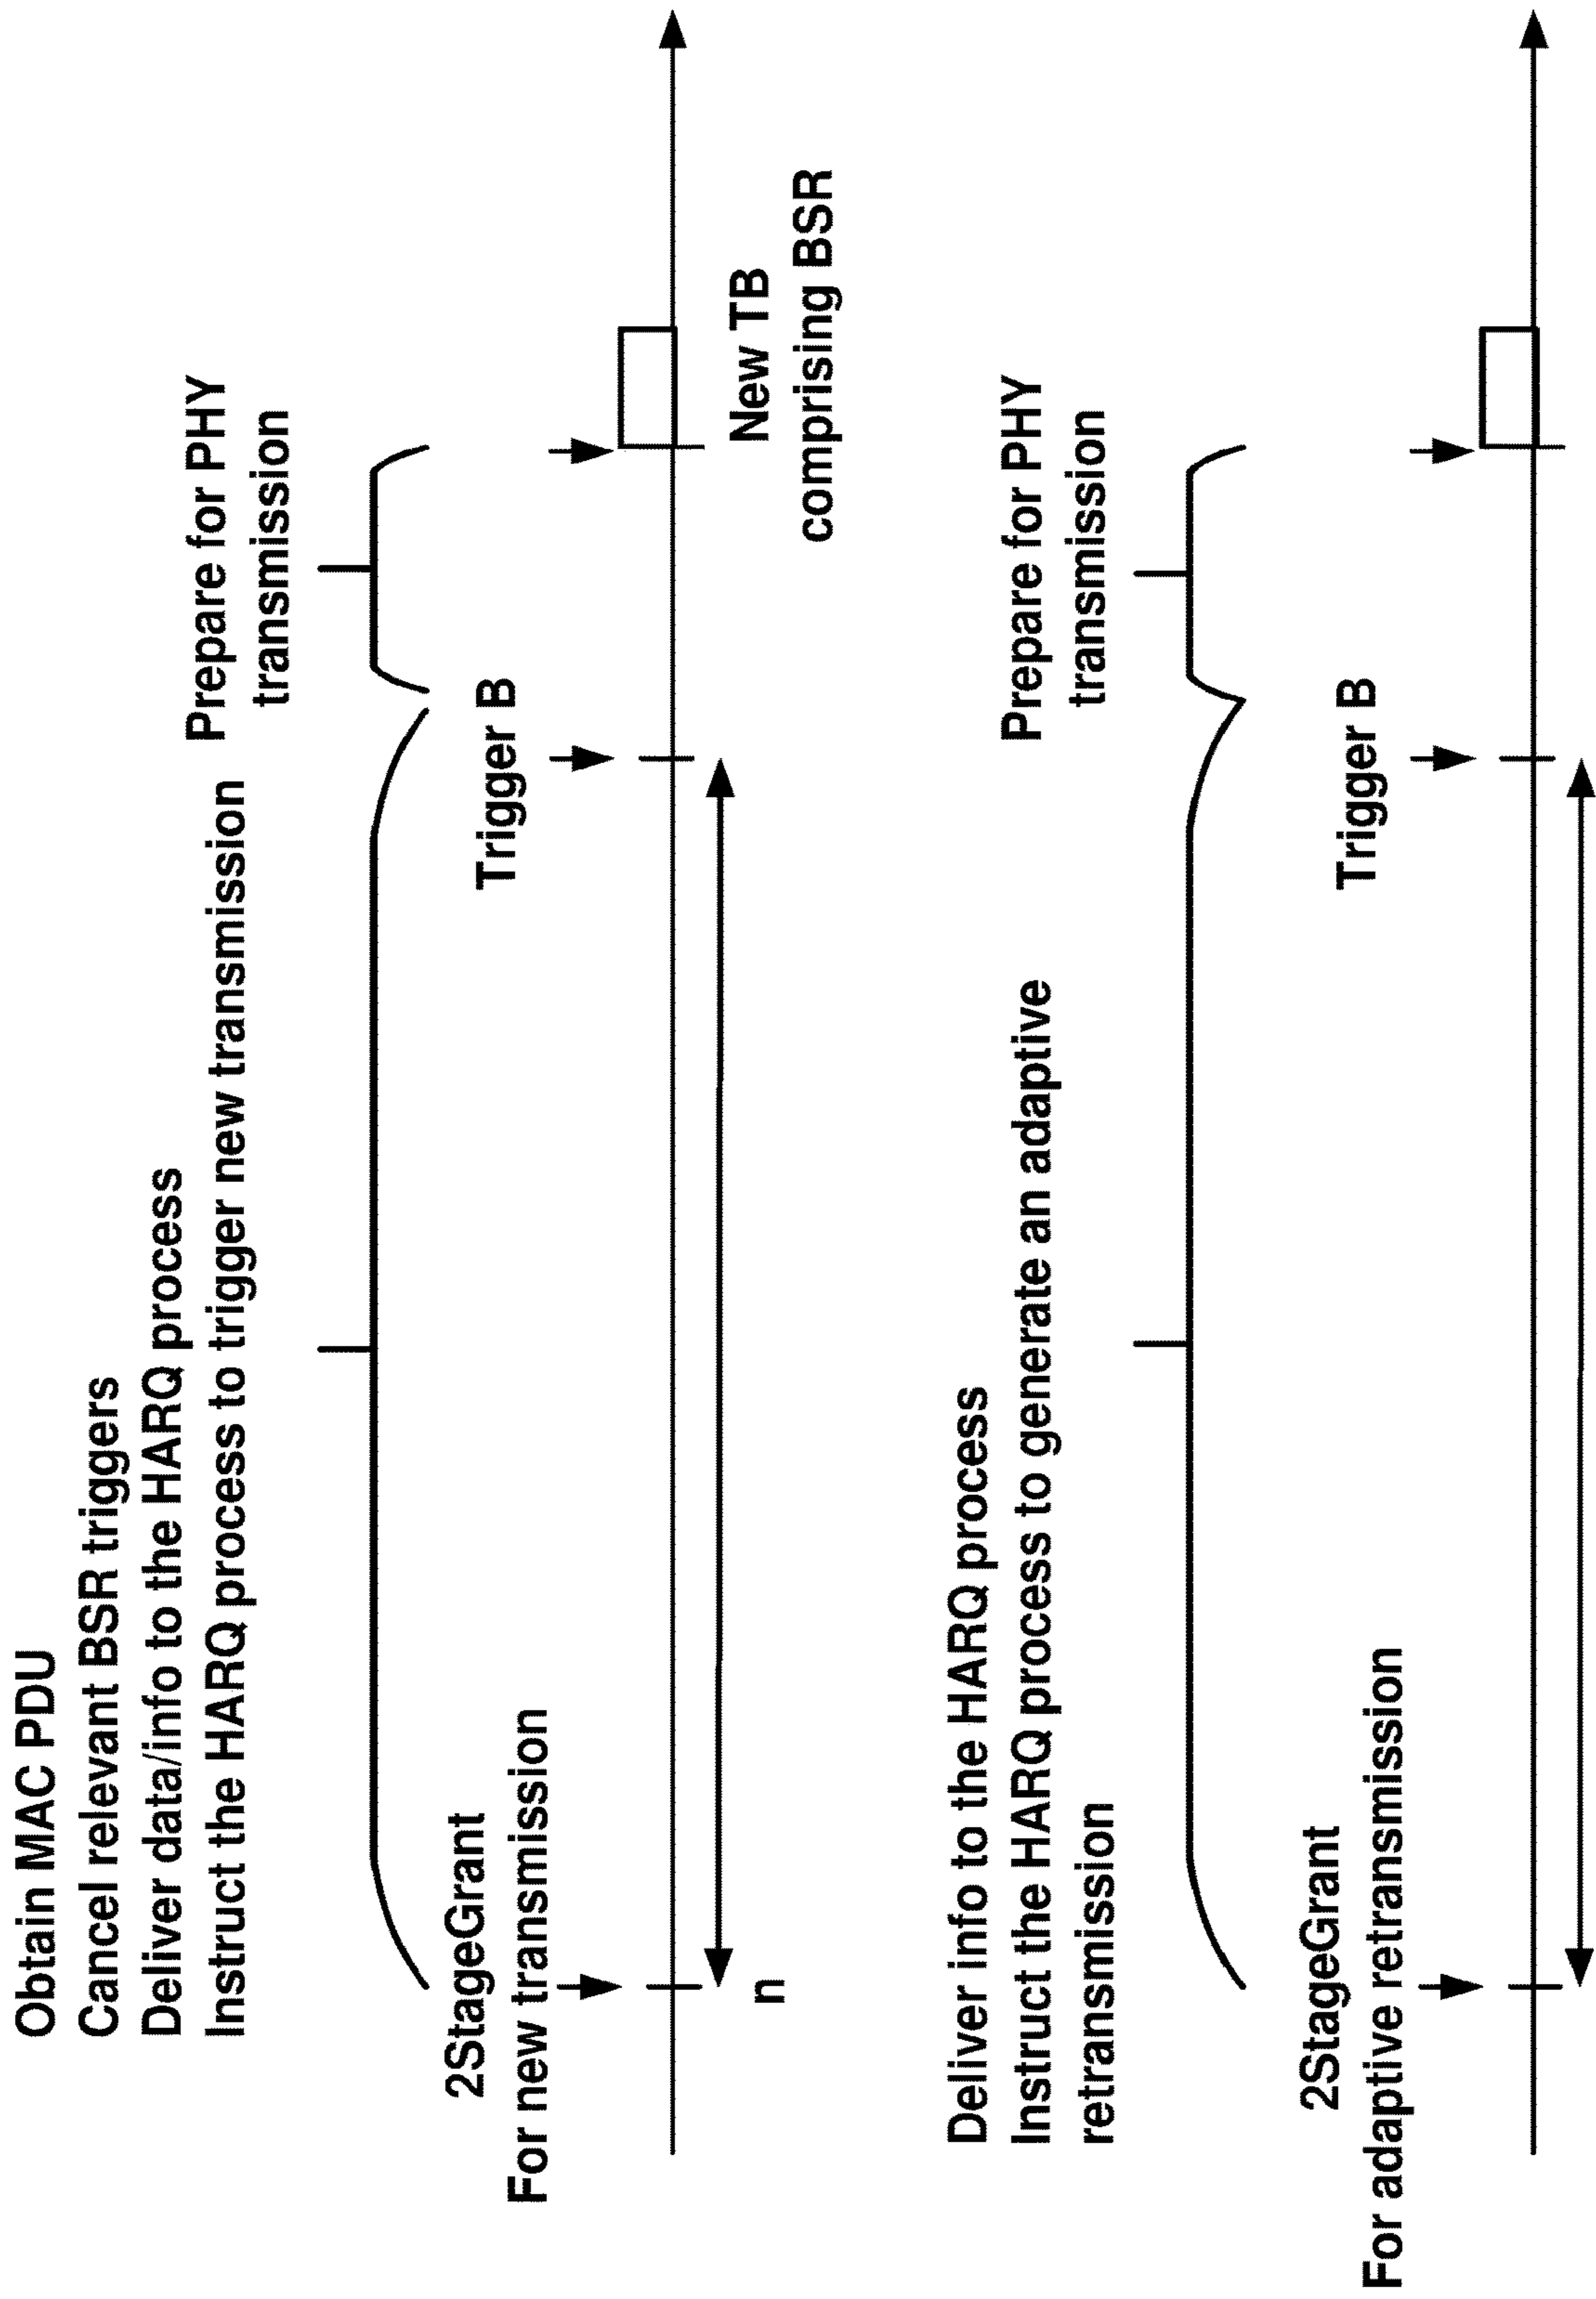 Obtain MAC PDU
Cancel relevant BSR triggers
Deliver data/info to the HARQ process
Instruct the HARQ process to trigger new transmission
Prepare for PHY
transmission
2StageGrant
For new transmission
Trigger B
n
New TB
comprising BSR
Deliver info to the HARQ process
Instruct the HARQ process to generate an adaptive
retransmission
Prepare for PHY
transmission
2StageGrant
For adaptive retransmission
Trigger B